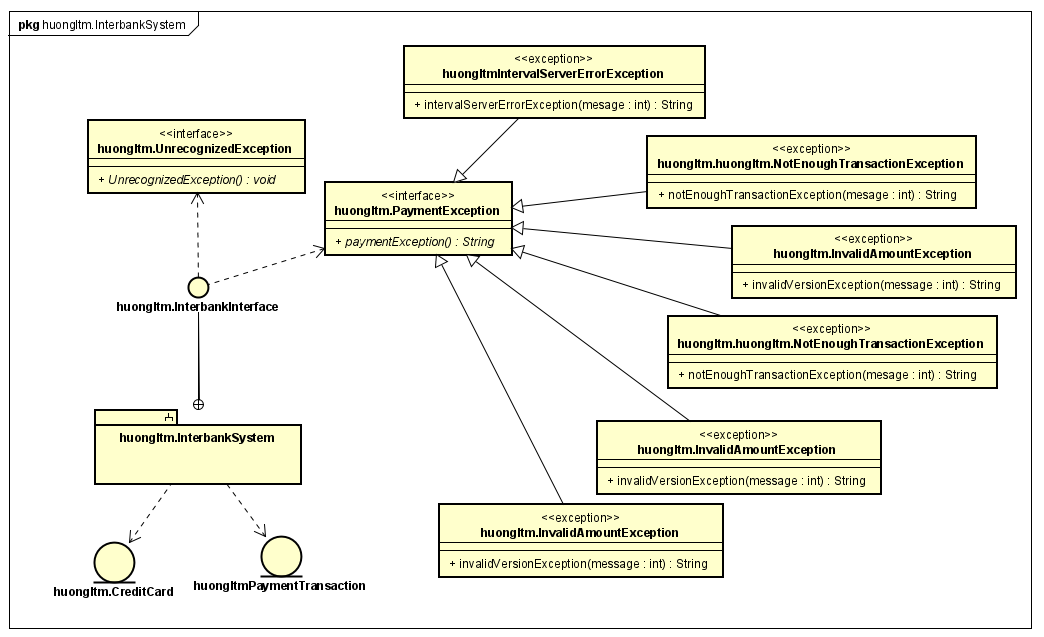 pkg huongltm.InterbankSystem
<<exception>>
huongltmIntervalServerErrorException
+ intervalServerErrorException(mesage : int) : String
<<interface>>
huongltm.UnrecognizedException
+ UnrecognizedException() : void
<<exception>>
huongltm.huongltm.NotEnoughTransactionException
+ notEnoughTransactionException(message : int) : String
<<interface>>
huongltm.PaymentException
+ paymentException() : String
<<exception>>
huongltm.InvalidAmountException
+ invalidVersionException(message : int) : String
huongltm.InterbankInterface
<<exception>>
huongltm.huongltm.NotEnoughTransactionException
+ notEnoughTransactionException(mesage : int) : String
huongltm.InterbankSystem
<<exception>>
huongltm.InvalidAmountException
+ invalidVersionException(message : int) : String
<<exception>>
huongltm.InvalidAmountException
+ invalidVersionException(message : int) : String
huongltm.CreditCard
huongltmPaymentTransaction